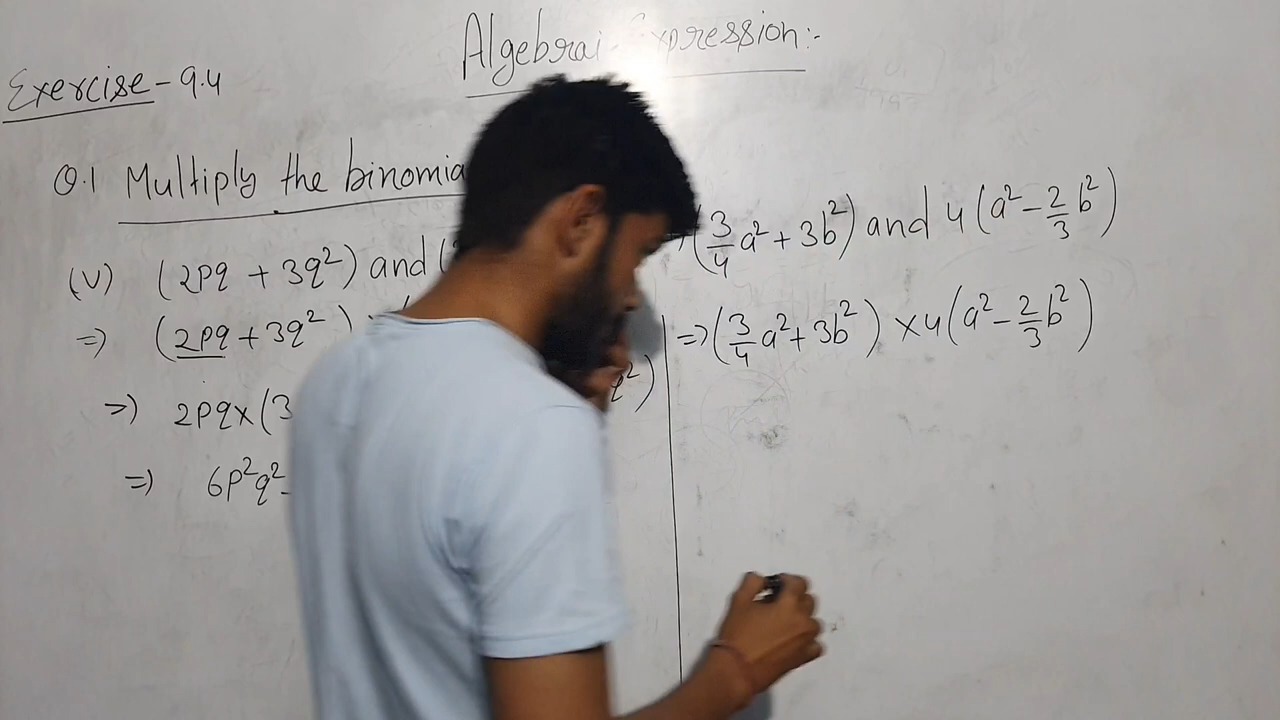 Algebrai Expression:-
Exercise - 9.4
Q.1 Multiply the binomia
(V) (2pq + 3q²) and (
=> (2pq + 3q²)
=> 2pq×(3 q²)
=> 6p²q² -
(3/4 a² + 3b²) and 4(a² - 2/3 b²)
=> (3/4 a² + 3b²) × 4(a² - 2/3 b²)